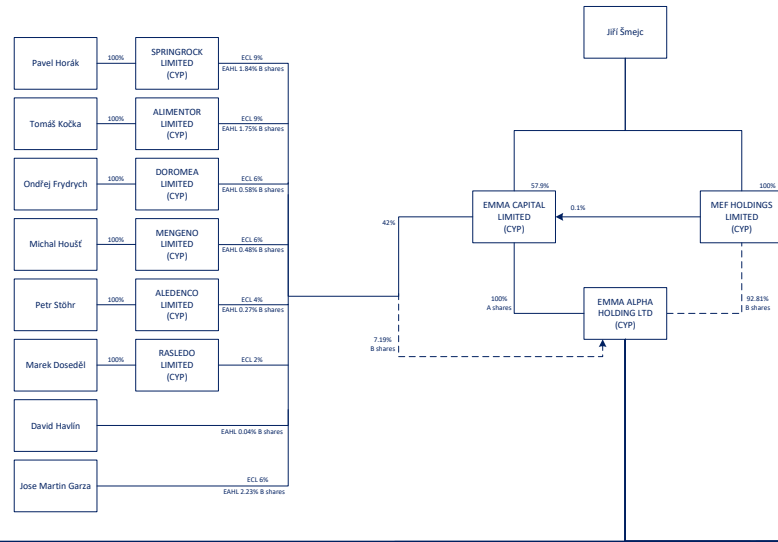 Jiří Šmejc
Pavel Horák
100%
SPRINGROCK
LIMITED
(CYP)
ECL 9%
EAHL 1.84% B shares
Tomáš Kočka
100%
ALIMENTOR
LIMITED
(CYP)
ECL 9%
EAHL 1.75% B shares
Ondřej Frydrych
100%
DOROMEA
LIMITED
(CYP)
ECL 6%
EAHL 0.58% B shares
Michal Houšť
100%
MENGENO
LIMITED
(CYP)
ECL 6%
EAHL 0.48% B shares
Petr Stöhr
100%
ALEDENCO
LIMITED
(CYP)
ECL 4%
EAHL 0.27% B shares
Marek Doseděl
100%
RASLEDO
LIMITED
(CYP)
ECL 2%
David Havlín
EAHL 0.04% B shares
Jose Martin Garza
ECL 6%
EAHL 2.23% B shares
42%
7.19%
B shares
57.9%
EMMA CAPITAL
LIMITED
(CYP)
0.1%
100%
MEF HOLDINGS
LIMITED
(CYP)
100%
A shares
EMMA ALPHA
HOLDING LTD
(CYP)
92.81%
B shares